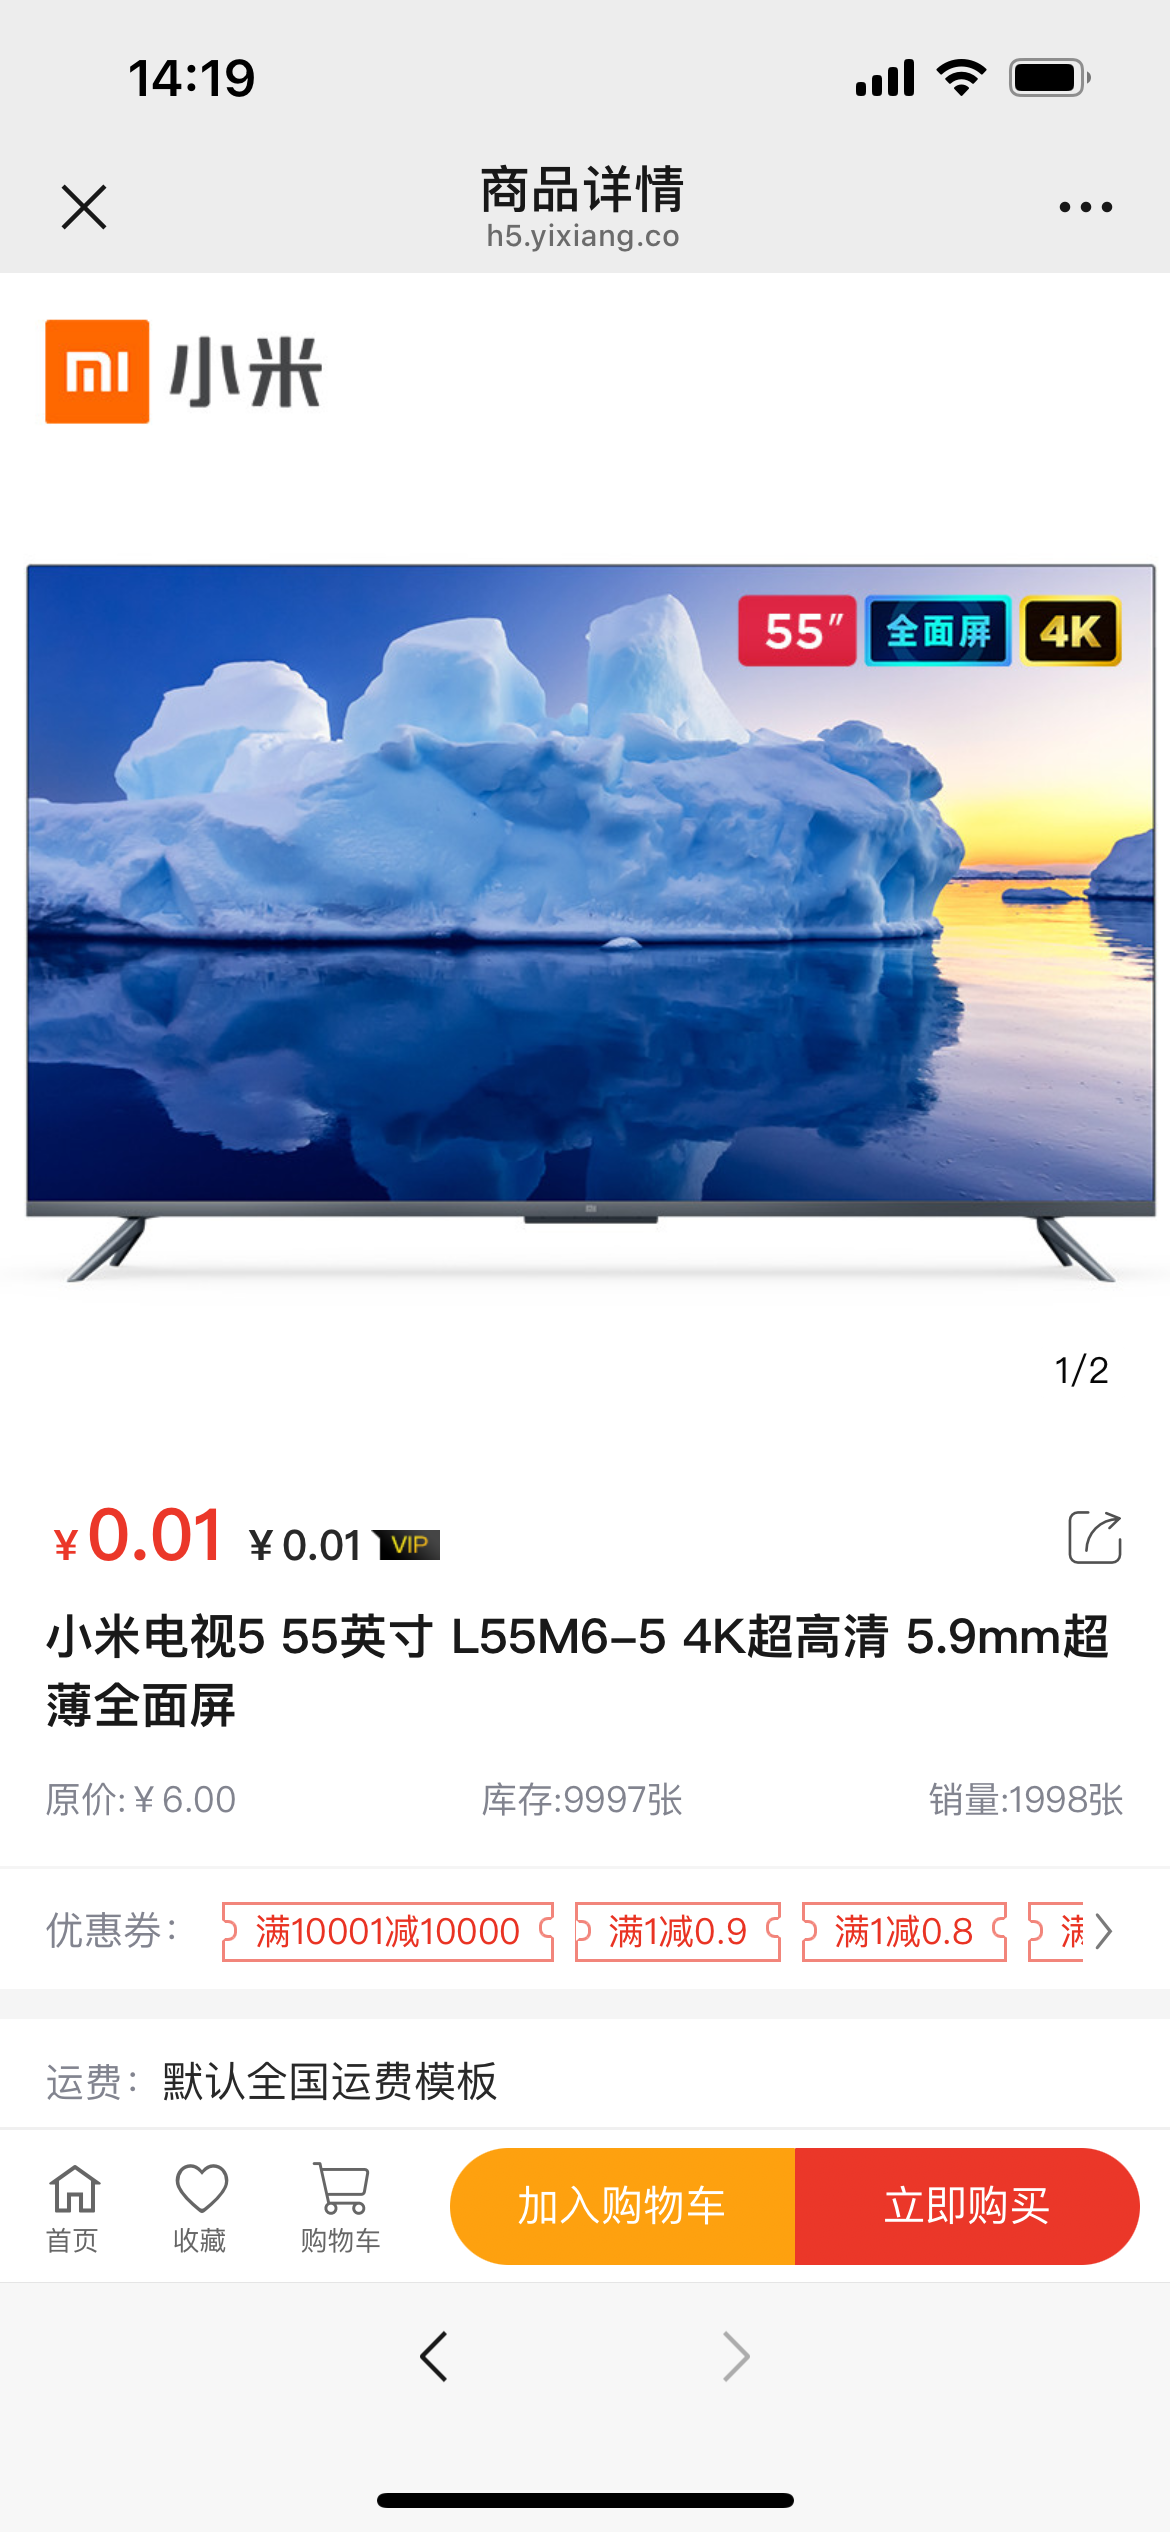 14:19
商品详情
h5.yixiang.co
mi 小米
55″ 全面屏 4K
1/2
¥0.01 ¥0.01 VIP
小米电视5 55英寸 L55M6-5 4K超高清 5.9mm超
薄全面屏
原价:¥6.00 库存:9997张 销量:1998张
优惠券: 满10001减10000 满1减0.9 满1减0.8 满
运费: 默认全国运费模板
首页 收藏 购物车 加入购物车 立即购买